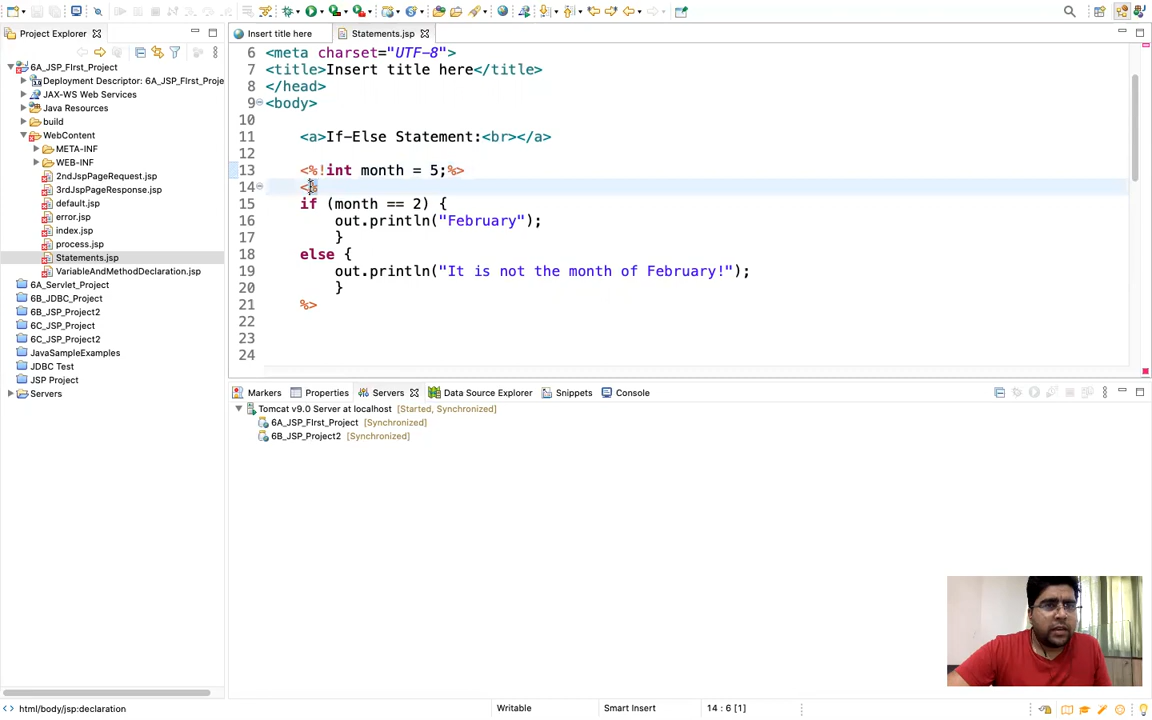 Project Explorer
Insert title here
Statements.jsp
6A_JSP_FIrst_Project
Deployment Descriptor: 6A_JSP_FIrst_Proje
JAX-WS Web Services
Java Resources
build
WebContent
META-INF
WEB-INF
2ndJspPageRequest.jsp
3rdJspPageResponse.jsp
default.jsp
error.jsp
index.jsp
process.jsp
Statements.jsp
VariableAndMethodDeclaration.jsp
6A_Servlet_Project
6B_JDBC_Project
6B_JSP_Project2
6C_JSP_Project
6C_JSP_Project2
JavaSampleExamples
JDBC Test
JSP Project
Servers
6 <meta charset="UTF-8">
7 <title>Insert title here</title>
8 </head>
9 <body>
10
11 <a>If-Else Statement:<br></a>
12
13 <%!int month = 5;%>
14 <%
15 if (month == 2) {
16 out.println("February");
17 }
18 else {
19 out.println("It is not the month of February!");
20 }
21 %>
22
23
24
Markers Properties Servers Data Source Explorer Snippets Console
Tomcat v9.0 Server at localhost [Started, Synchronized]
6A_JSP_FIrst_Project [Synchronized]
6B_JSP_Project2 [Synchronized]
html/body/jsp:declaration Writable Smart Insert 14 : 6 [1]